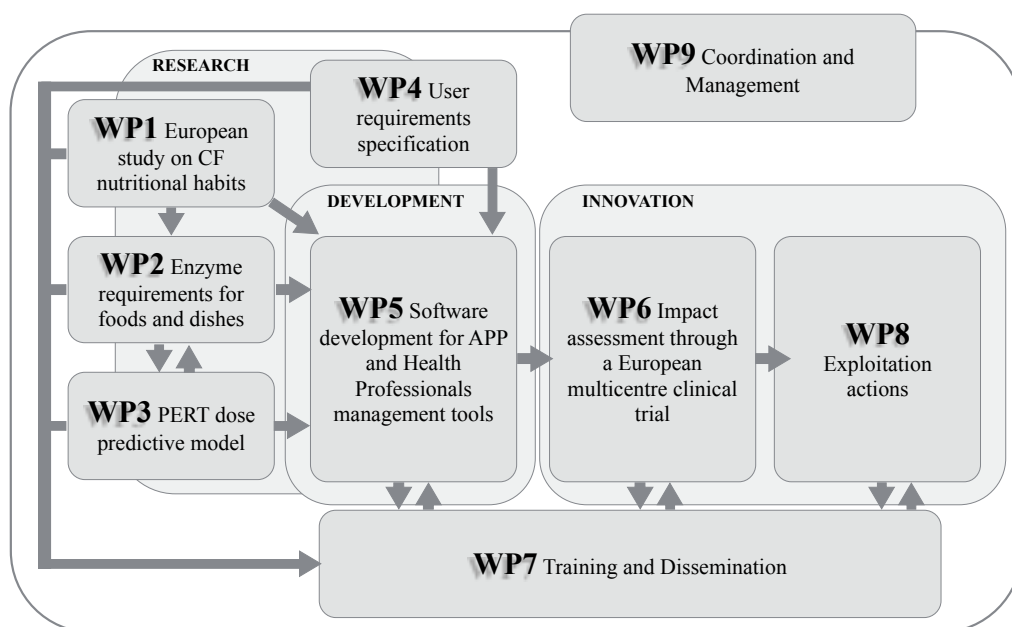 WP9 Coordination and
Management
RESEARCH
WP4 User
requirements
specification
WP1 European
study on CF
nutritional habits
DEVELOPMENT
INNOVATION
WP2 Enzyme
requirements for
foods and dishes
WP5 Software
development for APP
and Health
Professionals
management tools
WP6 Impact
assessment through
a European
multicentre clinical
trial
WP8
Exploitation
actions
WP3 PERT dose
predictive model
WP7 Training and Dissemination